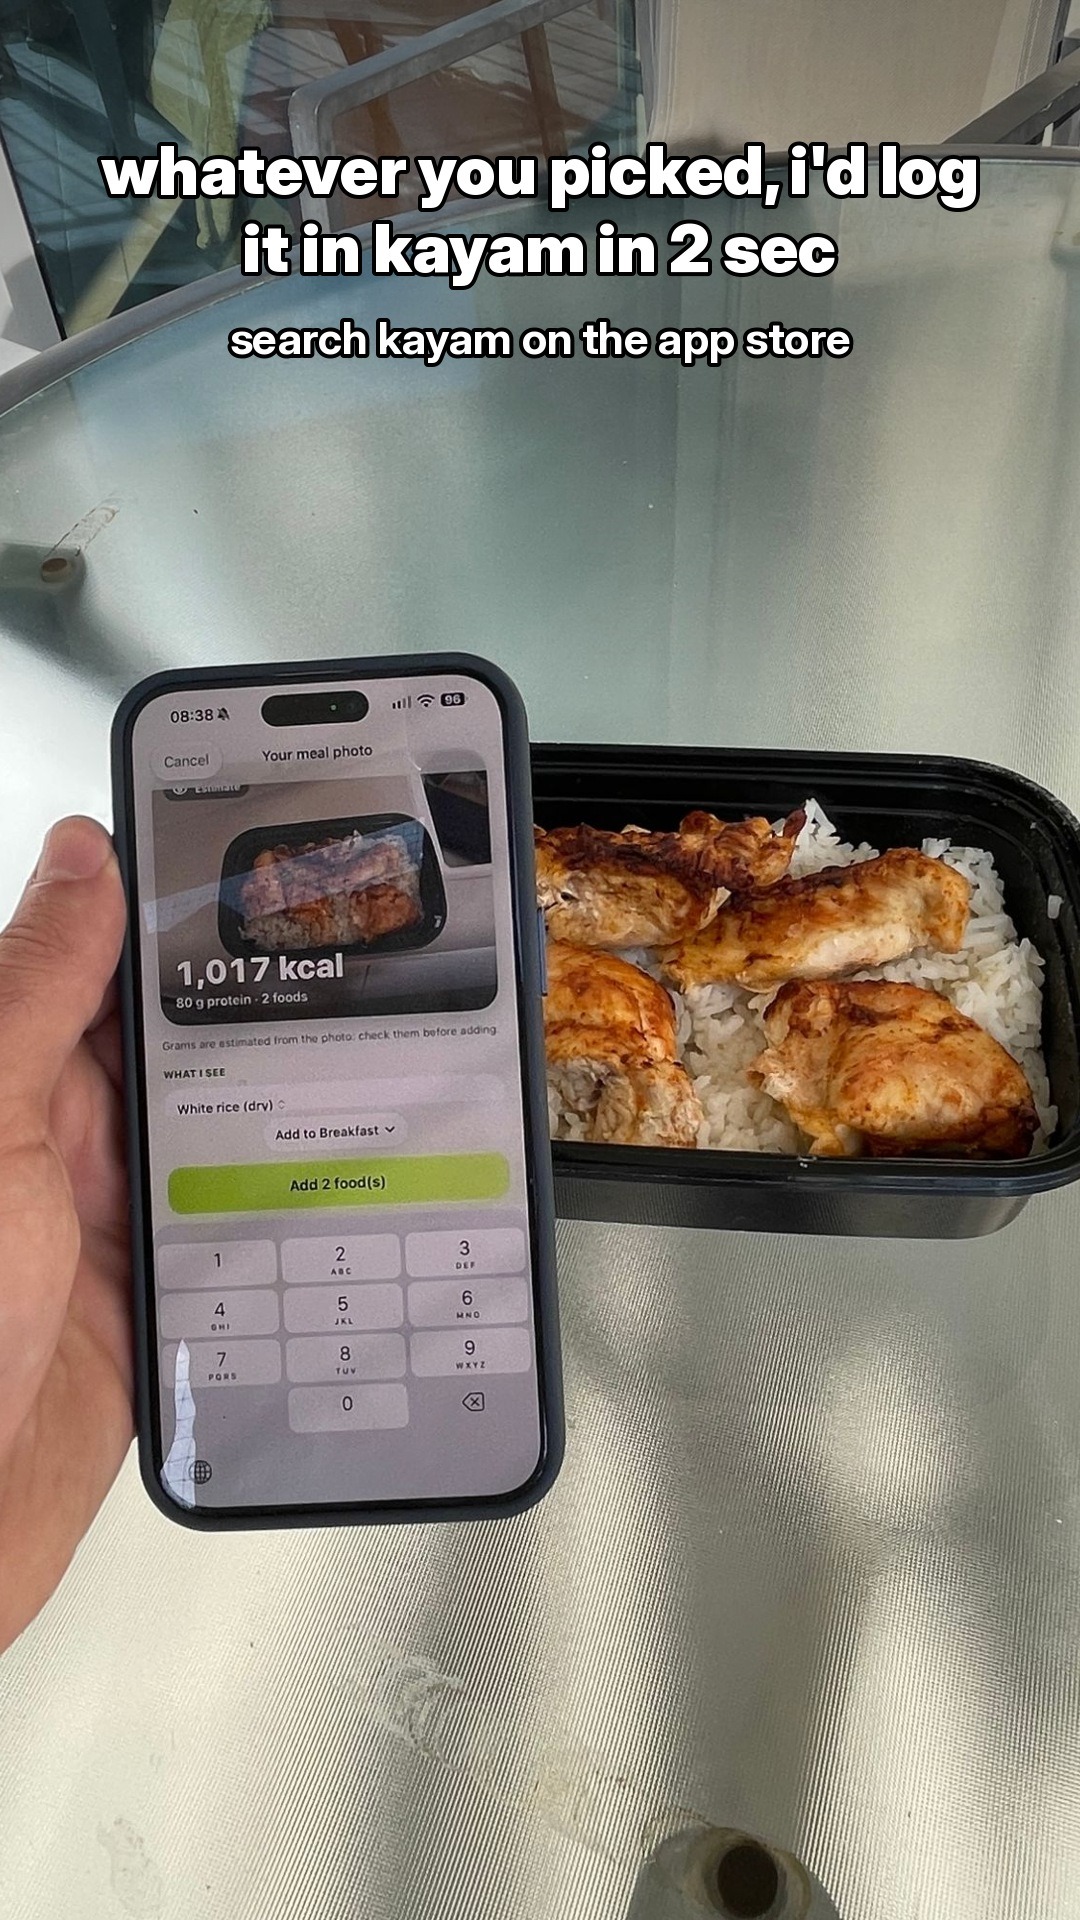 whatever you picked, i'd log
it in kayam in 2 sec
search kayam on the app store
08:38
96
Cancel
Your meal photo
Estimate
1,017 kcal
80 g protein · 2 foods
Grams are estimated from the photo: check them before adding.
WHAT I SEE
White rice (dry)
Add to Breakfast
Add 2 food(s)
1
2
ABC
3
DEF
4
GHI
5
JKL
6
MNO
7
PQRS
8
TUV
9
WXYZ
0